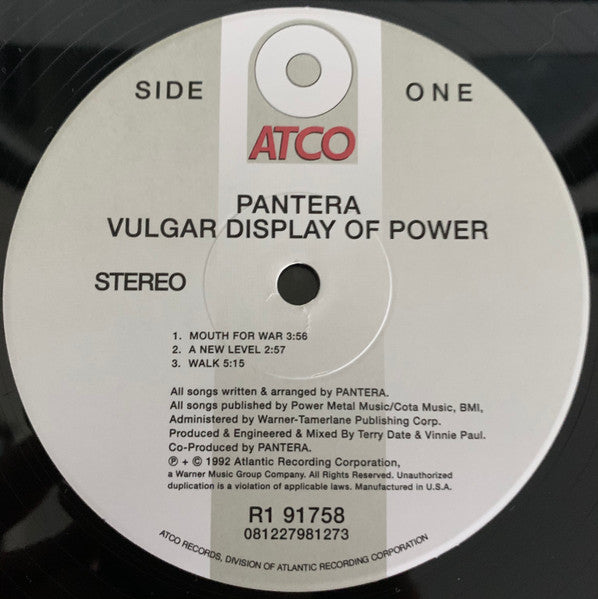 SIDE ONE
ATCO
PANTERA
VULGAR DISPLAY OF POWER
STEREO
1. MOUTH FOR WAR 3:56
2. A NEW LEVEL 2:57
3. WALK 5:15
All songs written & arranged by PANTERA.
All songs published by Power Metal Music/Cota Music, BMI,
Administered by Warner-Tamerlane Publishing Corp.
Produced & Engineered & Mixed By Terry Date & Vinnie Paul.
Co-Produced by PANTERA.
℗ + © 1992 Atlantic Recording Corporation,
a Warner Music Group Company. All Rights Reserved. Unauthorized
duplication is a violation of applicable laws. Manufactured in U.S.A.
R1 91758
081227981273
ATCO RECORDS, DIVISION OF ATLANTIC RECORDING CORPORATION